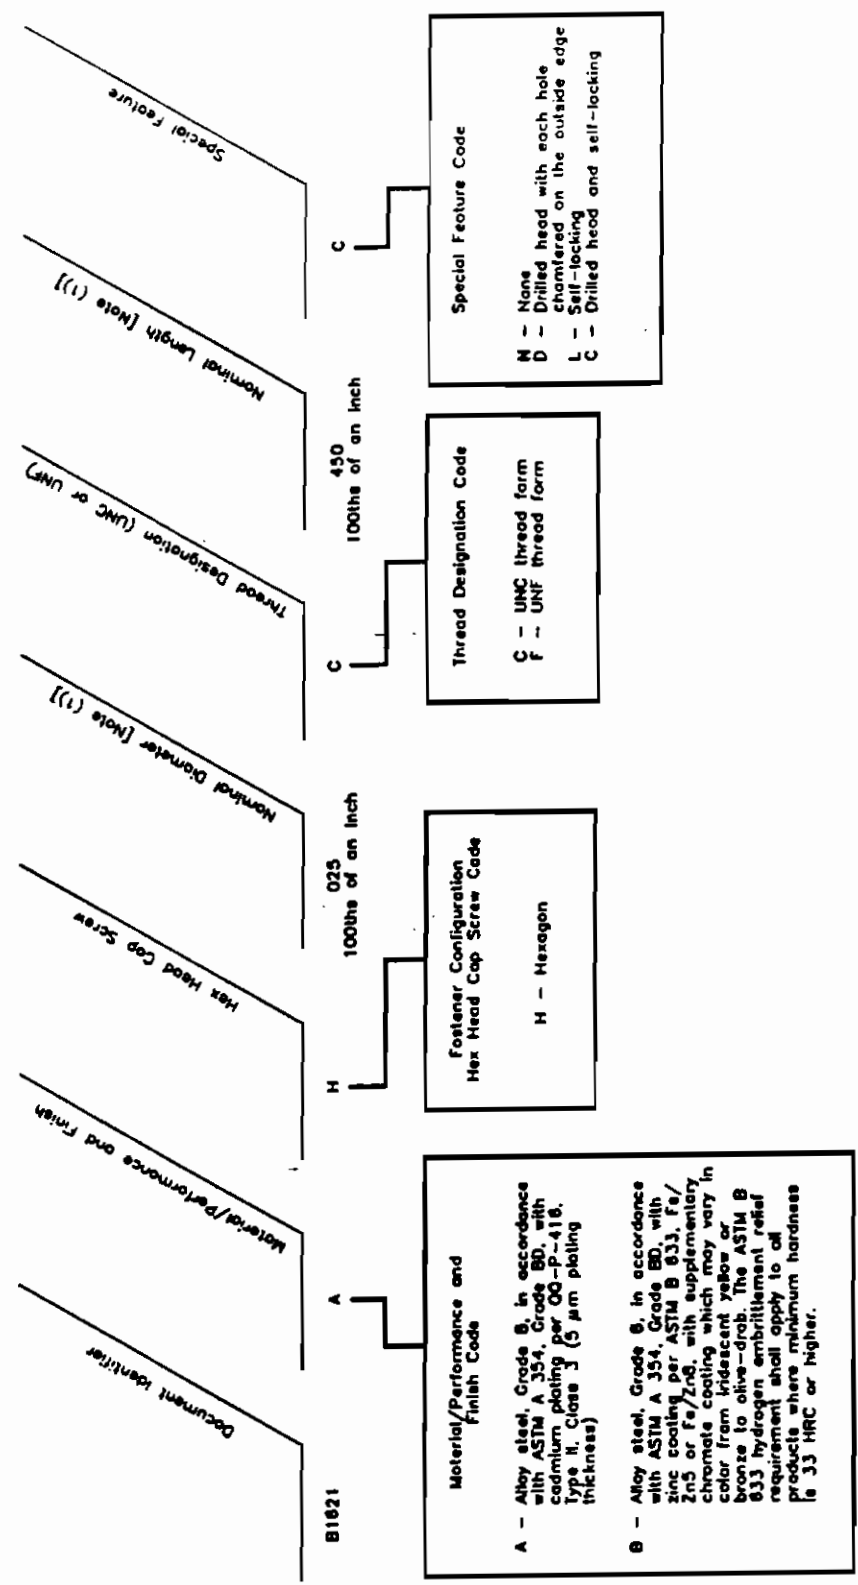 Document Identifier
Material/Performance and Finish
Hex Head Cap Screw
Nominal Diameter [Note (1)]
Thread Designation (UNC or UNF)
Nominal Length [Note (1)]
Special Feature
B1821
A
H
025
100ths of an Inch
C
450
100ths of an Inch
C
Material/Performance and
Finish Code
A - Alloy steel, Grade 8, in accordance
with ASTM A 354, Grade BD, with
cadmium plating per QQ-P-416,
Type II, Class 3 (5 µm plating
thickness)
B - Alloy steel, Grade 8, in accordance
with ASTM A 354, Grade BD, with
zinc coating per ASTM B 633, Fe/
Zn5 or Fe/Zn8, with supplementary
chromate coating which may vary in
color from iridescent yellow or
bronze to olive-drab. The ASTM B
633 hydrogen embrittlement relief
requirement shall apply to all
products where minimum hardness
is 33 HRC or higher.
Fastener Configuration
Hex Head Cap Screw Code
H - Hexagon
Thread Designation Code
C - UNC thread form
F - UNF thread form
Special Feature Code
N - None
D - Drilled head with each hole
chamfered on the outside edge
L - Self-locking
C - Drilled head and self-locking